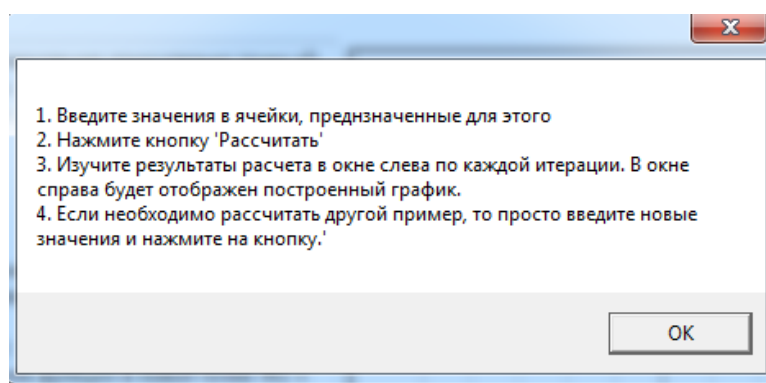 1. Введите значения в ячейки, преднзначенные для этого
2. Нажмите кнопку 'Рассчитать'
3. Изучите результаты расчета в окне слева по каждой итерации. В окне
справа будет отображен построенный график.
4. Если необходимо рассчитать другой пример, то просто введите новые
значения и нажмите на кнопку.'
ОК